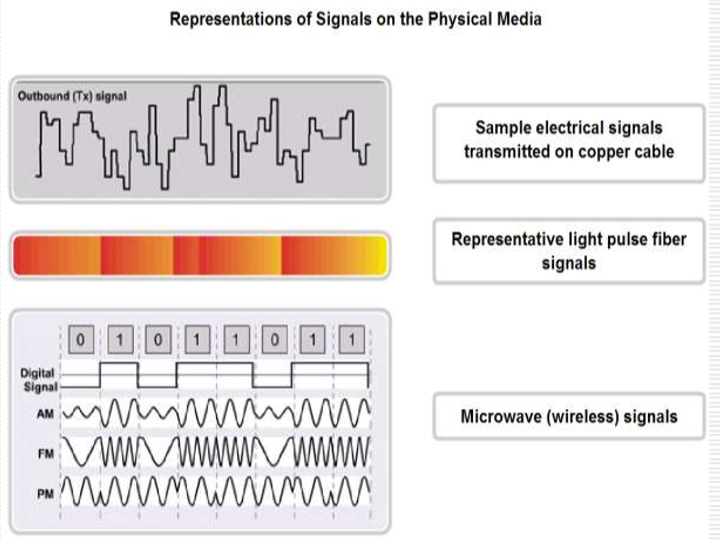 Representations of Signals on the Physical Media
Outbound (Tx) signal
Sample electrical signals
transmitted on copper cable
Representative light pulse fiber
signals
0 1 0 1 1 0 1 1
Digital
Signal
AM
FM
PM
Microwave (wireless) signals